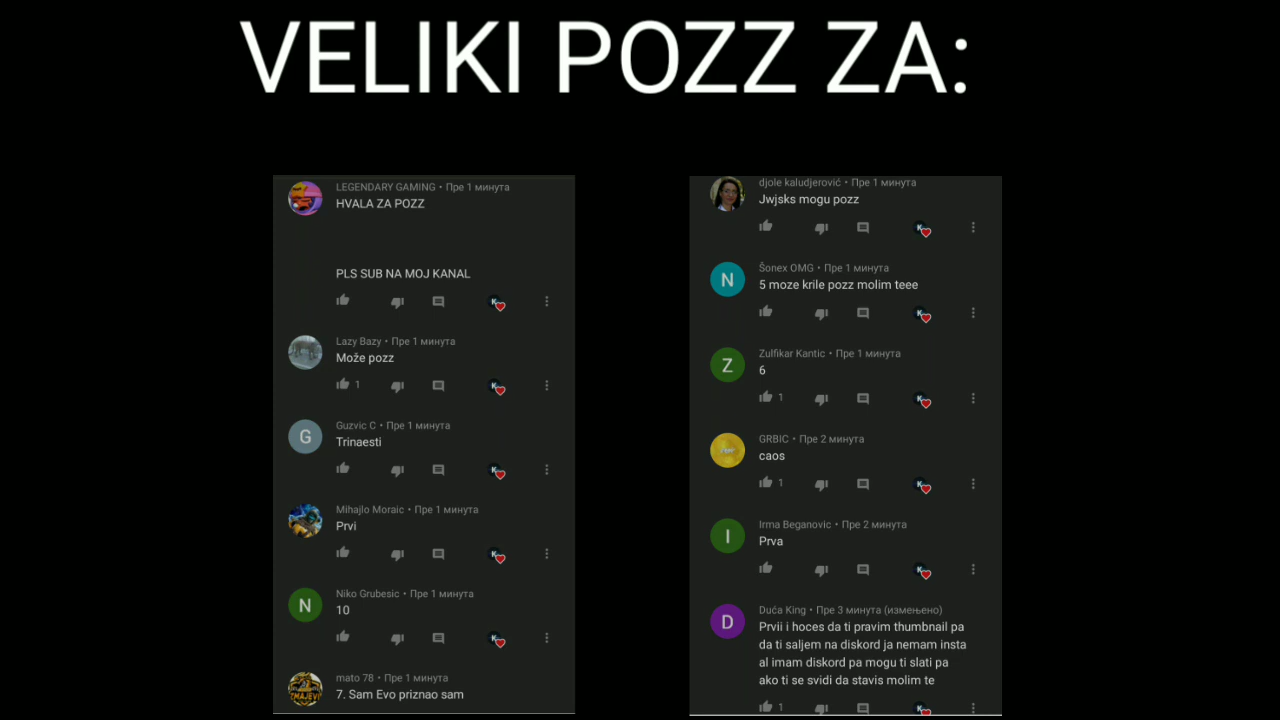 VELIKI POZZ ZA:
LEGENDARY GAMING • Пре 1 минута
HVALA ZA POZZ
PLS SUB NA MOJ KANAL
K
Lazy Bazy • Пре 1 минута
Može pozz
1
K
G
Guzvic C • Пре 1 минута
Trinaesti
K
Mihajlo Moraic • Пре 1 минута
Prvi
K
N
Niko Grubesic • Пре 1 минута
10
K
mato 78 • Пре 1 минута
7. Sam Evo priznao sam
ZMAJEVI
djole kaludjerović • Пре 1 минута
Jwjsks mogu pozz
K
N
Šonex OMG • Пре 1 минута
5 moze krile pozz molim teee
K
Z
Zulfikar Kantic • Пре 1 минута
6
1
K
GRBIC • Пре 2 минута
caos
1
K
I
Irma Beganovic • Пре 2 минута
Prva
K
D
Duća King • Пре 3 минута (измењено)
Prvii i hoces da ti pravim thumbnail pa
da ti saljem na diskord ja nemam insta
al imam diskord pa mogu ti slati pa
ako ti se svidi da stavis molim te
1
K